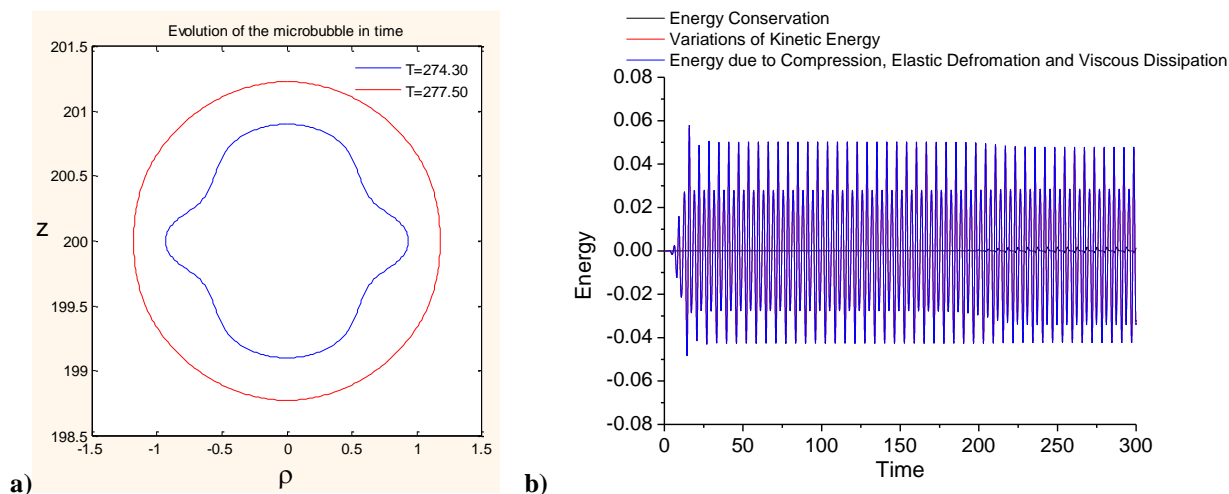 Evolution of the microbubble in time
T=274.30
T=277.50
201.5
201
200.5
200
199.5
199
198.5
z
-1.5 -1 -0.5 0 0.5 1 1.5
ρ
a)
Energy Conservation
Variations of Kinetic Energy
Energy due to Compression, Elastic Defromation and Viscous Dissipation
0.08
0.06
0.04
0.02
0.00
-0.02
-0.04
-0.06
-0.08
Energy
0 50 100 150 200 250 300
Time
b)